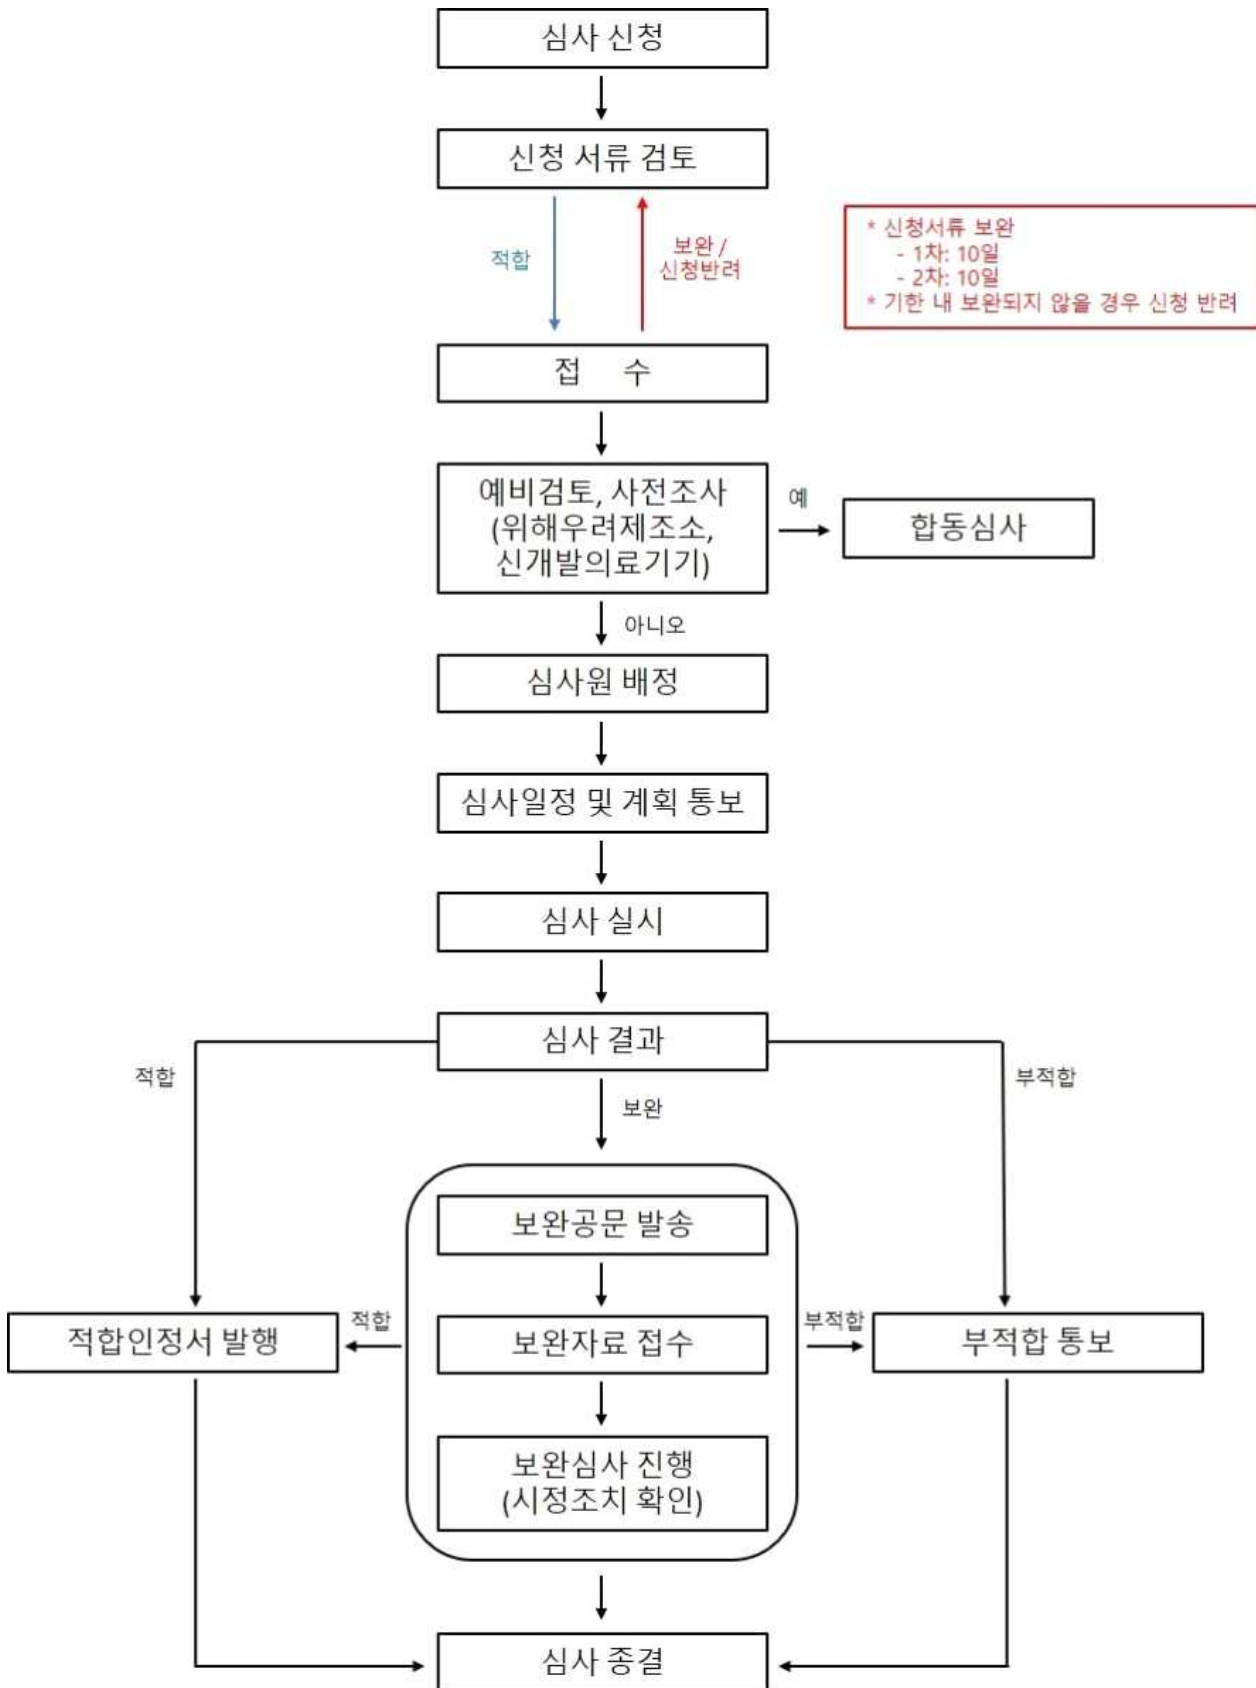 심사 신청
신청 서류 검토
적합
보완 /
신청반려
* 신청서류 보완
- 1차: 10일
- 2차: 10일
* 기한 내 보완되지 않을 경우 신청 반려
접 수
예비검토, 사전조사
(위해우려제조소,
신개발의료기기)
예
합동심사
아니오
심사원 배정
심사일정 및 계획 통보
심사 실시
심사 결과
적합
부적합
보완
보완공문 발송
적합인정서 발행
적합
보완자료 접수
부적합
부적합 통보
보완심사 진행
(시정조치 확인)
심사 종결